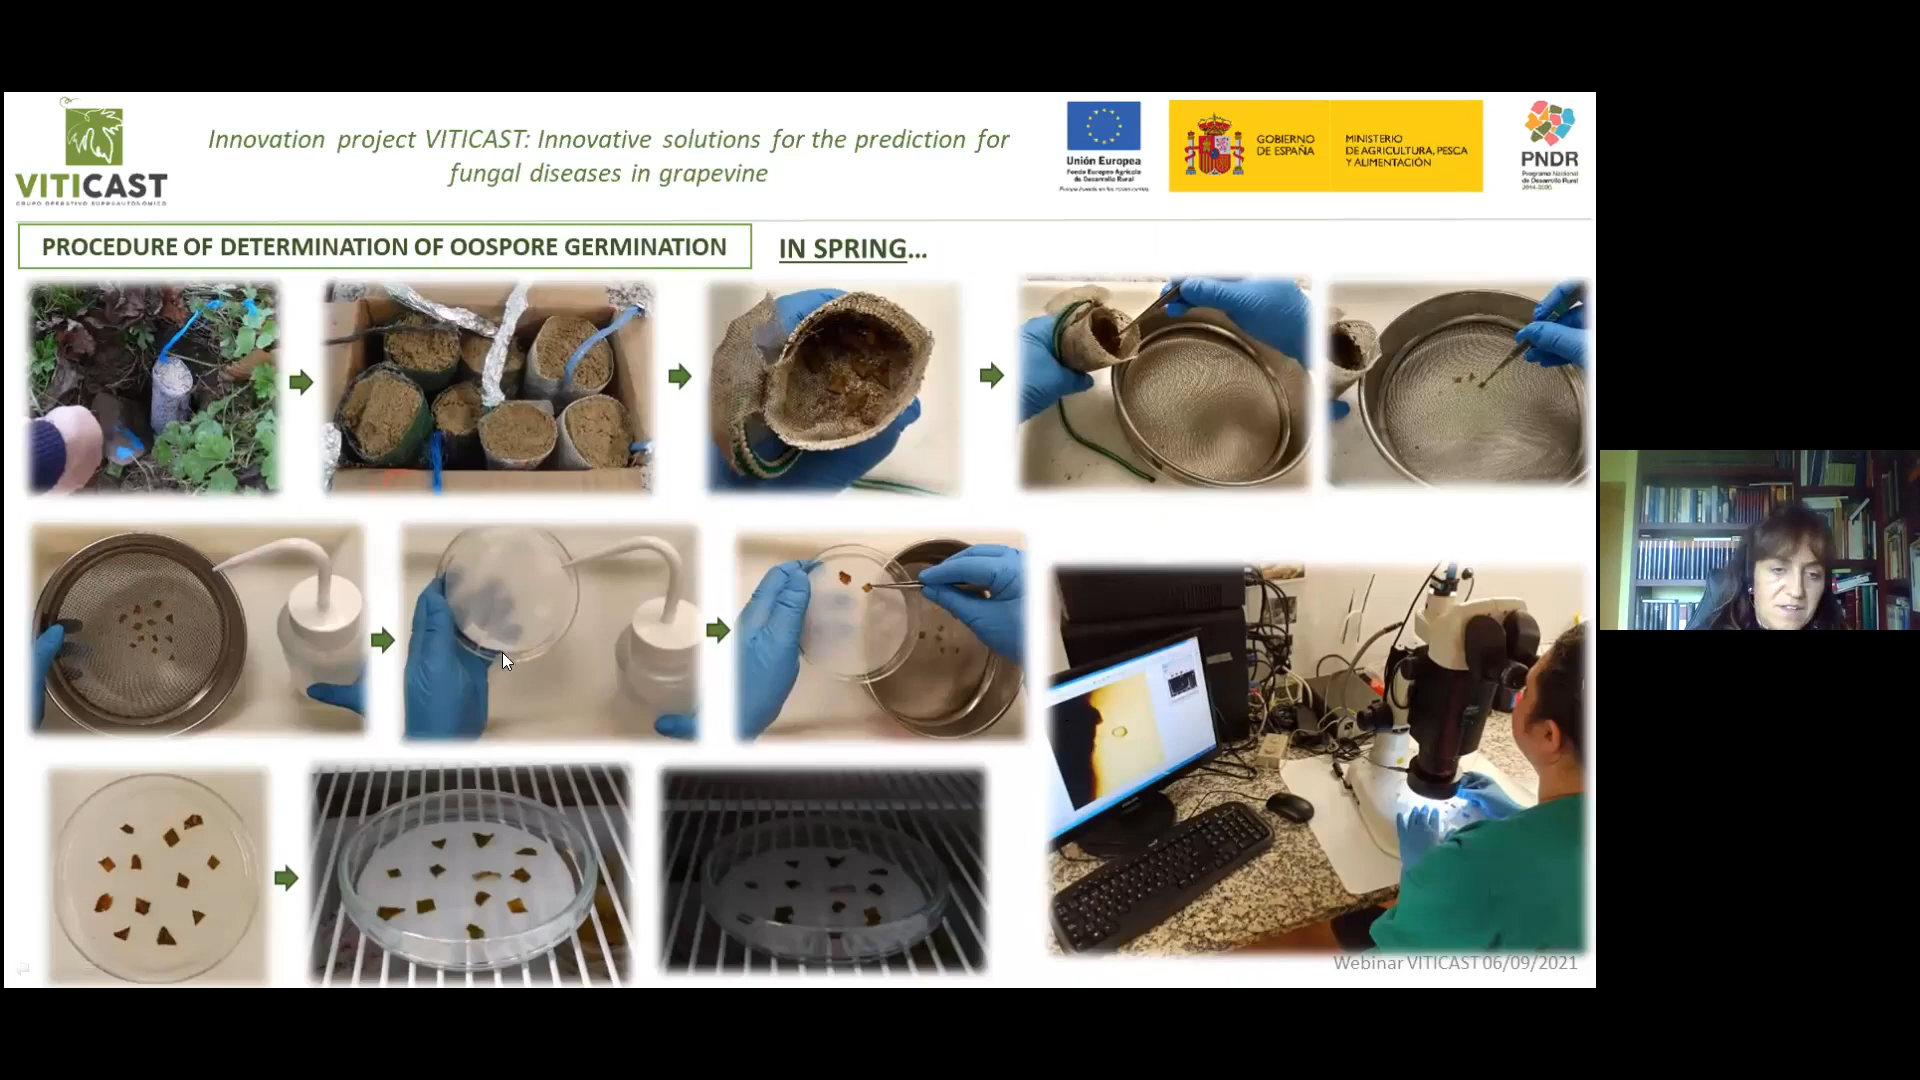 VITICAST
GRUPO OPERATIVO SUPRAAUTONÓMICO
Innovation project VITICAST: Innovative solutions for the prediction for
fungal diseases in grapevine
Unión Europea
Fondo Europeo Agrícola
de Desarrollo Rural
Europa invierte en las zonas rurales
GOBIERNO
DE ESPAÑA
MINISTERIO
DE AGRICULTURA, PESCA
Y ALIMENTACIÓN
PNDR
Programa Nacional
de Desarrollo Rural
2014-2020
PROCEDURE OF DETERMINATION OF OOSPORE GERMINATION
IN SPRING...
Webinar VITICAST 06/09/2021